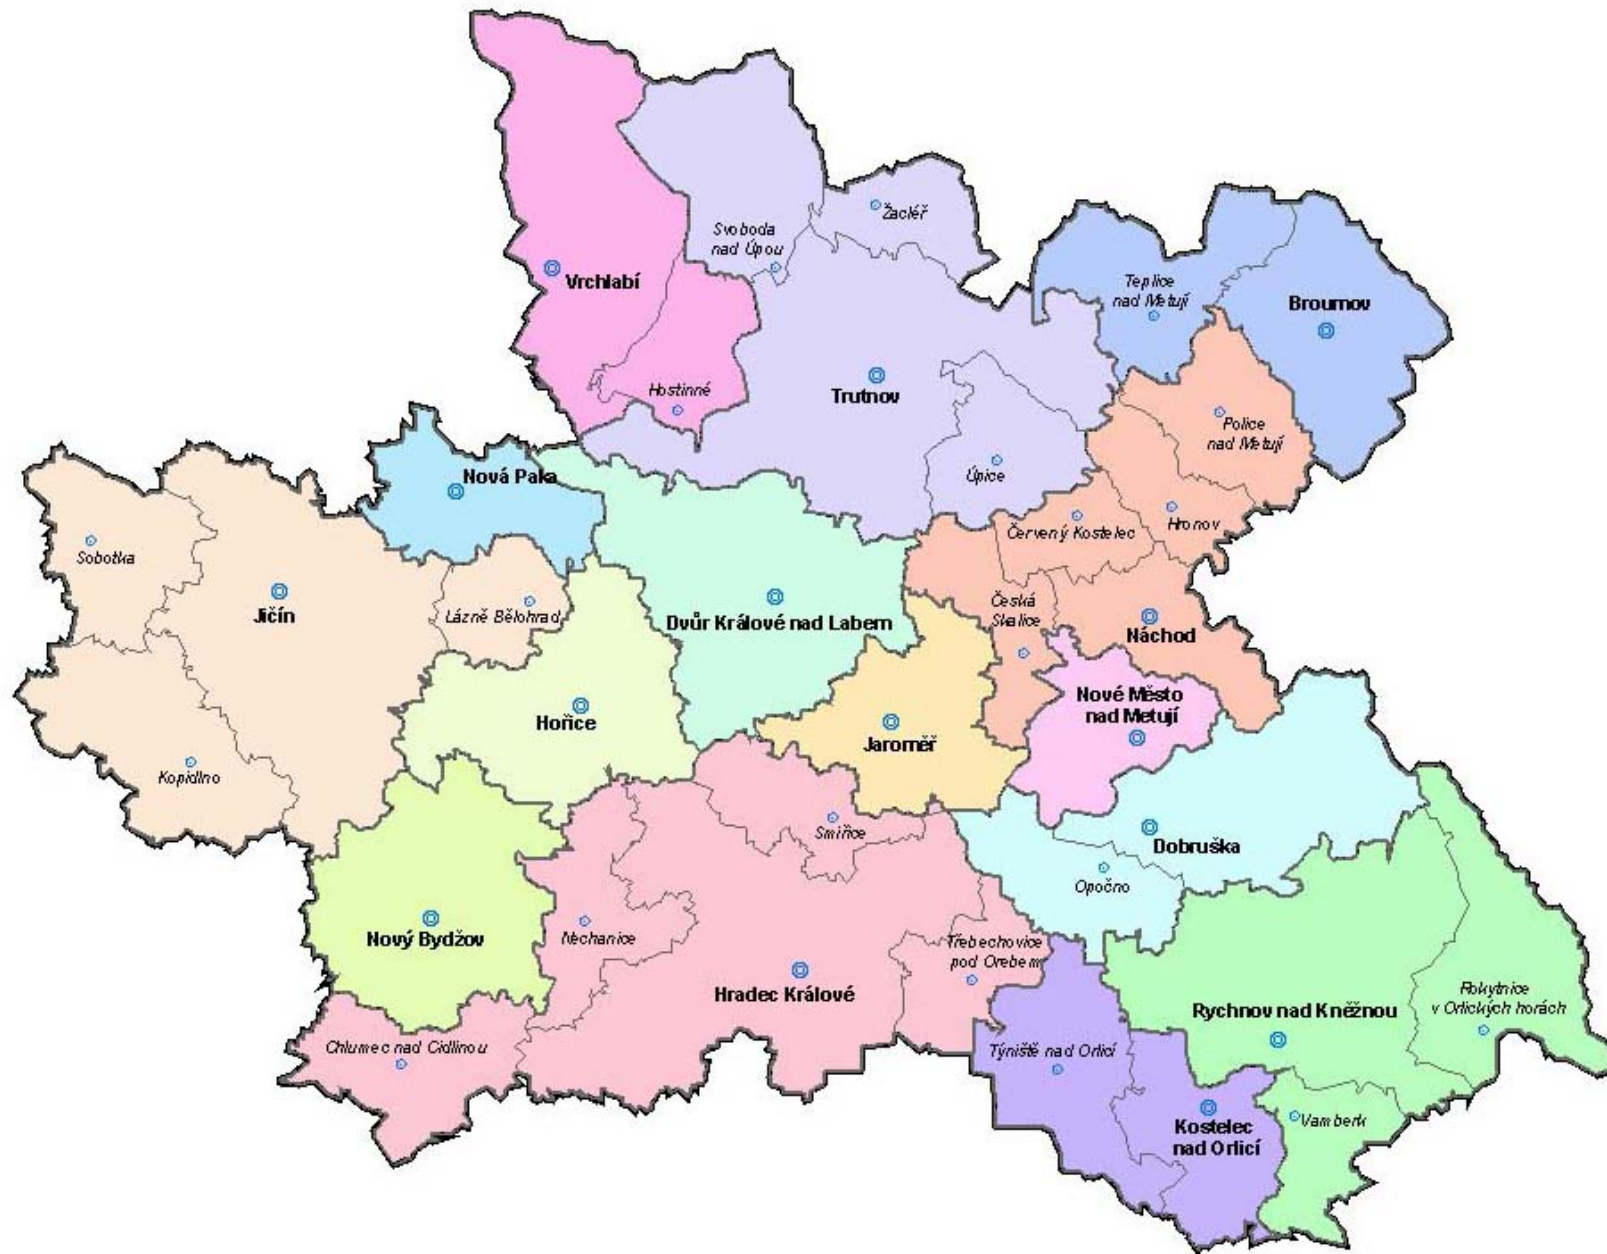 Žacléř
Svoboda
nad Úpou
Vrchlabí
Teplice
nad Metují
Broumov
Trutnov
Hostinné
Police
nad Metují
Nová Paka
Úpice
Hronov
Červený Kostelec
Sobotka
Jičín
Lázně Bělohrad
Dvůr Králové nad Labem
Česká
Skalice
Náchod
Nové Město
nad Metují
Hořice
Jaroměř
Kopidlno
Smiřice
Dobruška
Opočno
Nový Bydžov
Nechanice
Třebechovice
pod Orebem
Hradec Králové
Rokytnice
v Orlických horách
Rychnov nad Kněžnou
Chlumec nad Cidlinou
Týniště nad Orlicí
Vamberk
Kostelec
nad Orlicí